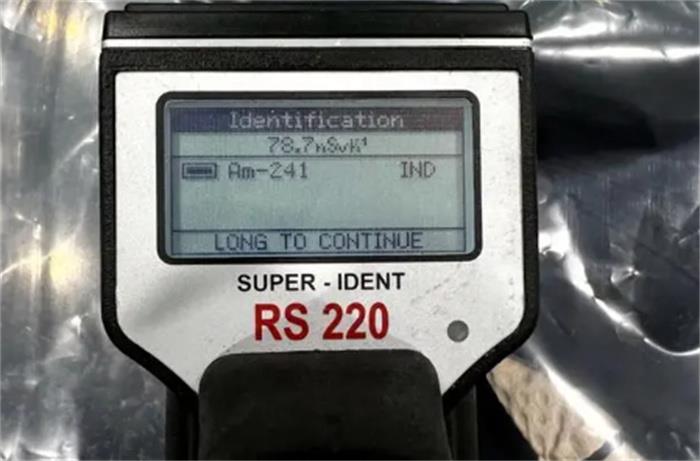 Identification
78.7nSvh⁻¹
Am-241 IND
LONG TO CONTINUE
SUPER - IDENT
RS 220